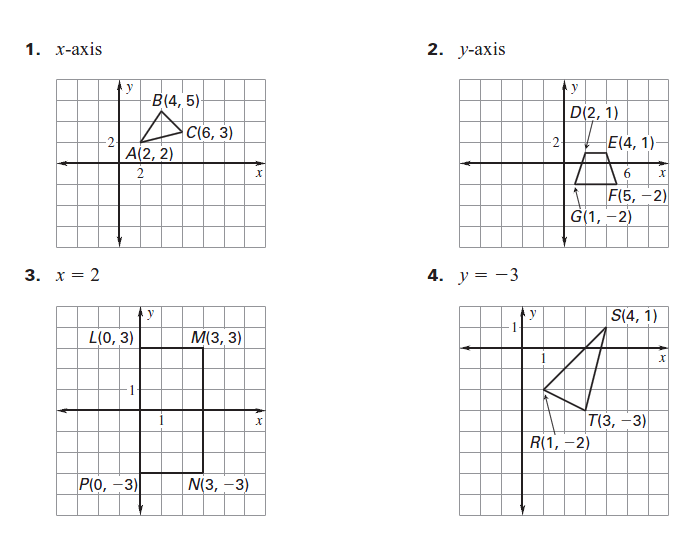 1. x-axis
y
B(4, 5)
C(6, 3)
2
A(2, 2)
2
x
2. y-axis
y
D(2, 1)
2
E(4, 1)
6
x
F(5, −2)
G(1, −2)
3. x = 2
y
L(0, 3)
M(3, 3)
1
1
x
P(0, −3)
N(3, −3)
4. y = −3
y
S(4, 1)
1
1
x
T(3, −3)
R(1, −2)